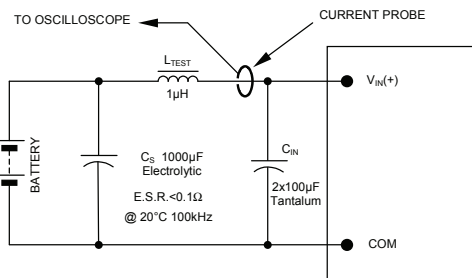 TO OSCILLOSCOPE
CURRENT PROBE
LTEST
1µH
VIN(+)
BATTERY
CS 1000µF
Electrolytic
E.S.R.<0.1Ω
@ 20°C 100kHz
CIN
2x100µF
Tantalum
COM